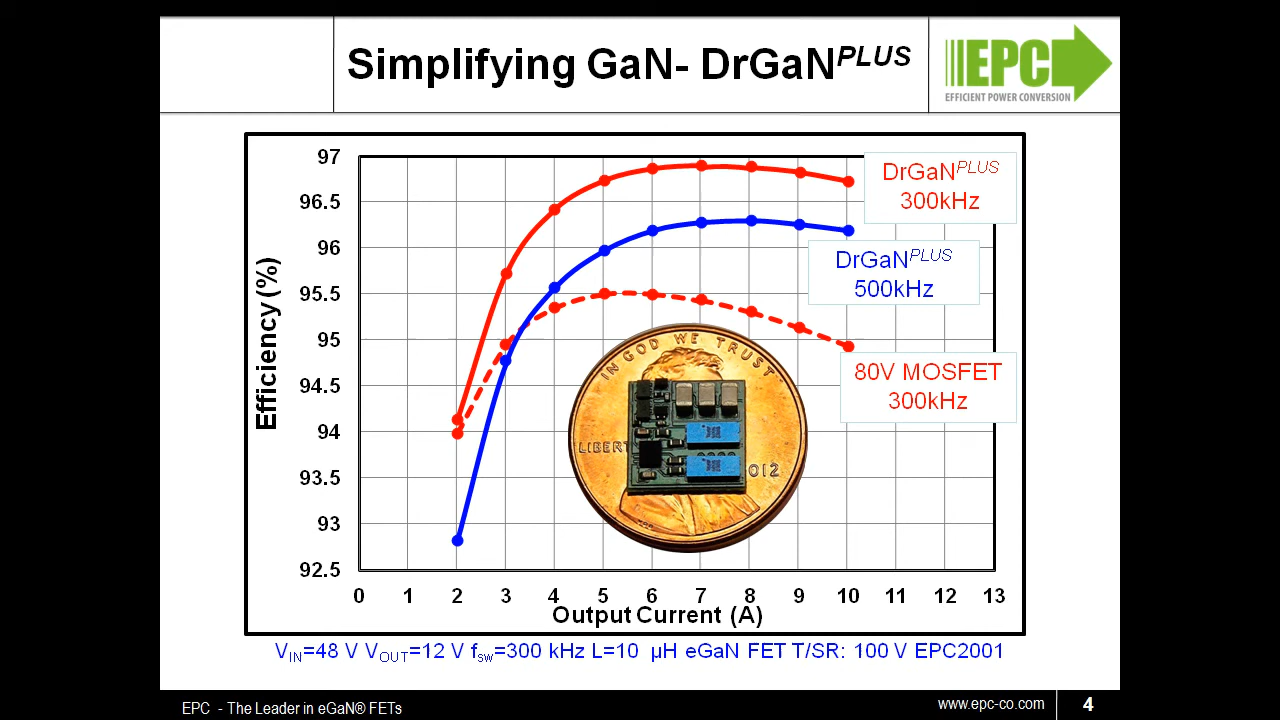 Simplifying GaN- DrGaNPLUS
EPC
EFFICIENT POWER CONVERSION
97
96.5
96
95.5
95
94.5
94
93.5
93
92.5
Efficiency (%)
DrGaNPLUS
300kHz
DrGaNPLUS
500kHz
80V MOSFET
300kHz
IN GOD WE TRUST
LIBERT
012
0 1 2 3 4 5 6 7 8 9 10 11 12 13
Output Current (A)
VIN=48 V VOUT=12 V fsw=300 kHz L=10 µH eGaN FET T/SR: 100 V EPC2001
EPC - The Leader in eGaN® FETs
www.epc-co.com
4